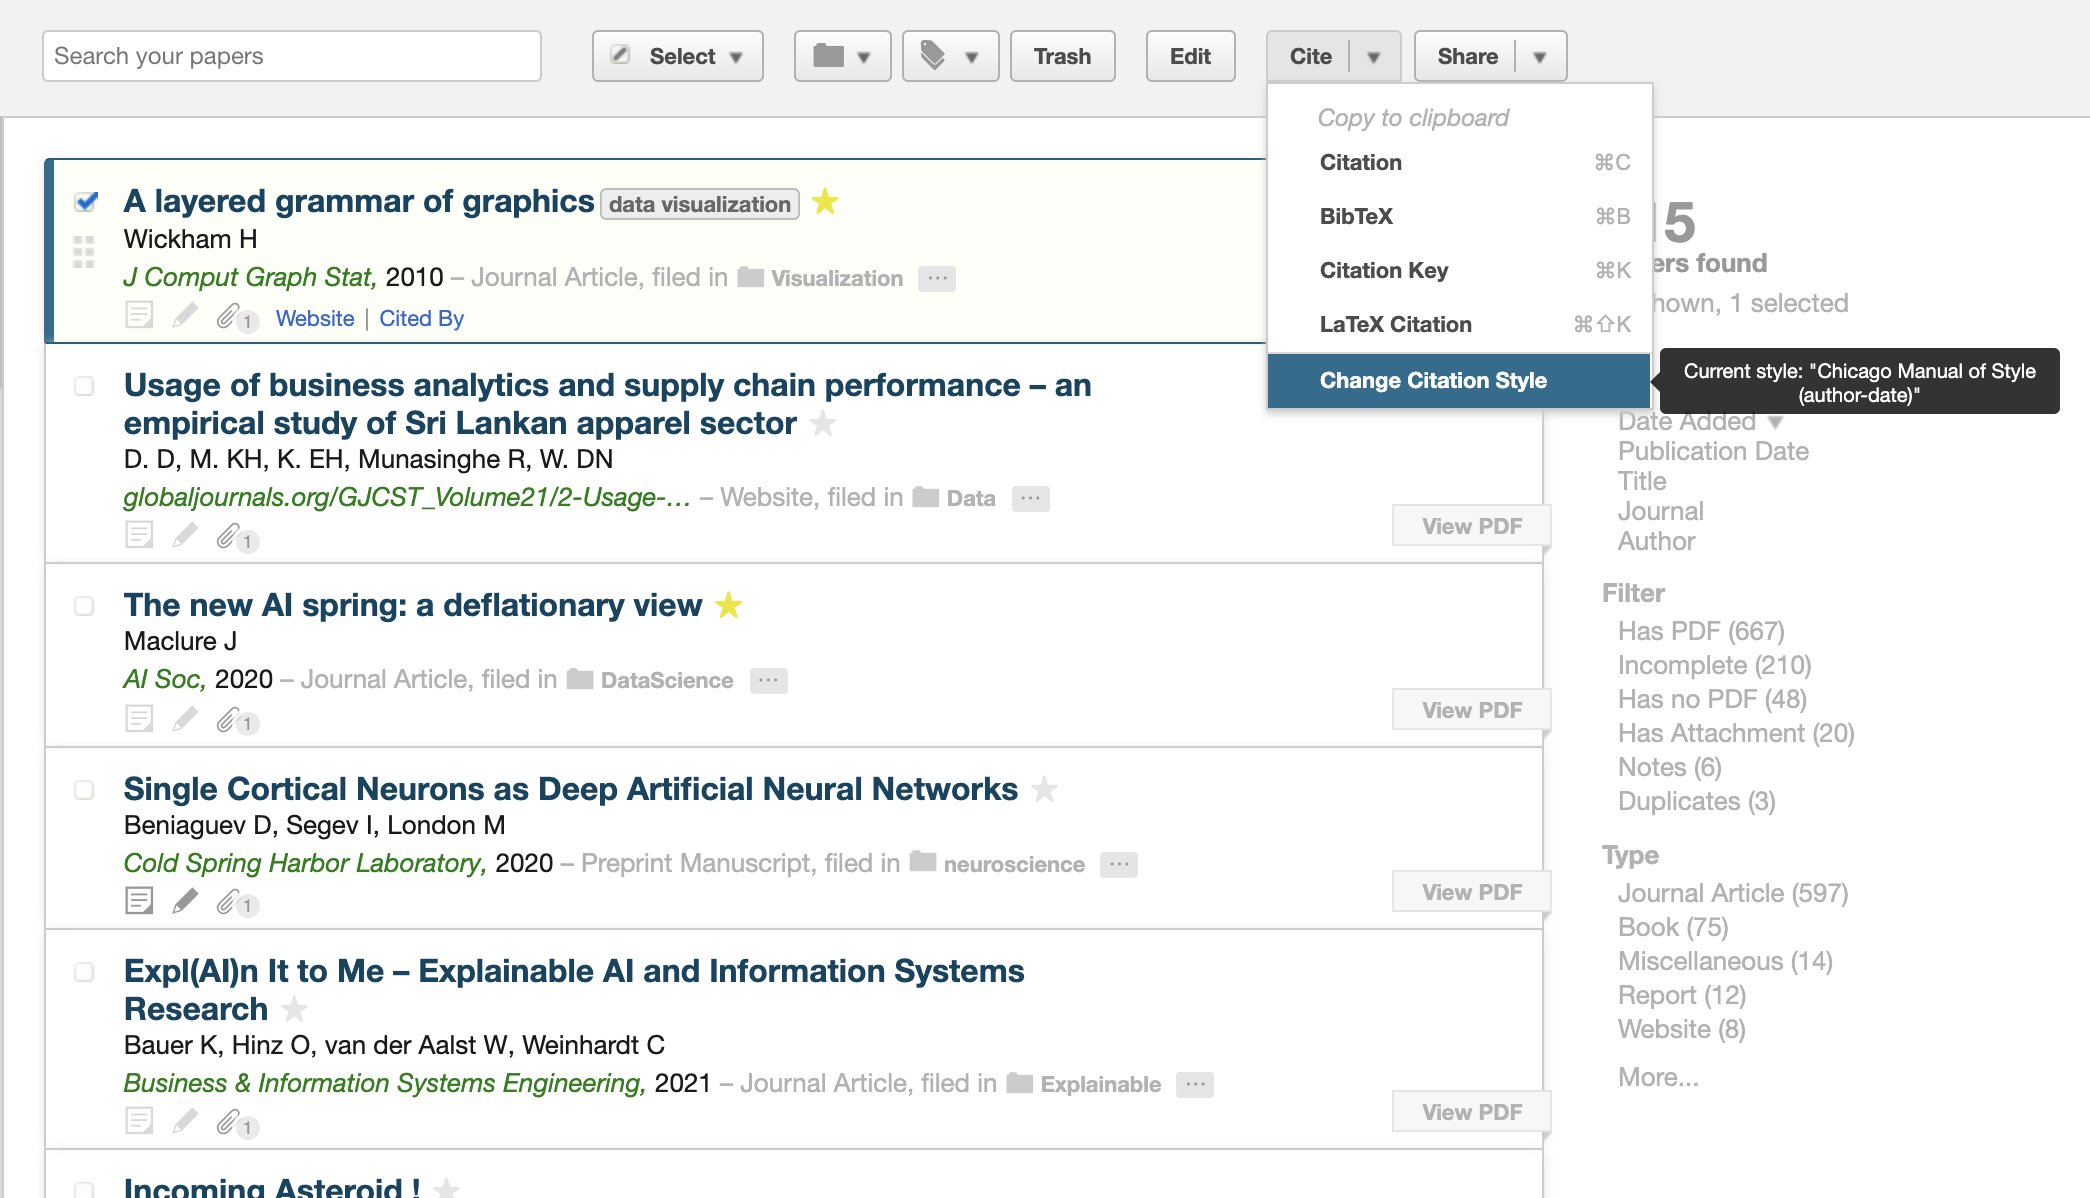 Search your papers
Select
Trash
Edit
Cite
Share
Copy to clipboard
Citation ⌘C
BibTeX ⌘B
Citation Key ⌘K
LaTeX Citation ⌘⇧K
Change Citation Style
Current style: "Chicago Manual of Style
(author-date)"
A layered grammar of graphics data visualization
Wickham H
J Comput Graph Stat, 2010 – Journal Article, filed in Visualization ...
1 Website | Cited By
Usage of business analytics and supply chain performance – an
empirical study of Sri Lankan apparel sector
D. D, M. KH, K. EH, Munasinghe R, W. DN
globaljournals.org/GJCST_Volume21/2-Usage-... – Website, filed in Data ...
1
View PDF
The new AI spring: a deflationary view
Maclure J
AI Soc, 2020 – Journal Article, filed in DataScience ...
1
View PDF
Single Cortical Neurons as Deep Artificial Neural Networks
Beniaguev D, Segev I, London M
Cold Spring Harbor Laboratory, 2020 – Preprint Manuscript, filed in neuroscience ...
1
View PDF
Expl(AI)n It to Me – Explainable AI and Information Systems
Research
Bauer K, Hinz O, van der Aalst W, Weinhardt C
Business & Information Systems Engineering, 2021 – Journal Article, filed in Explainable ...
1
View PDF
Incoming Asteroid !
5
found
1 selected
Date Added
Publication Date
Title
Journal
Author
Filter
Has PDF (667)
Incomplete (210)
Has no PDF (48)
Has Attachment (20)
Notes (6)
Duplicates (3)
Type
Journal Article (597)
Book (75)
Miscellaneous (14)
Report (12)
Website (8)
More...